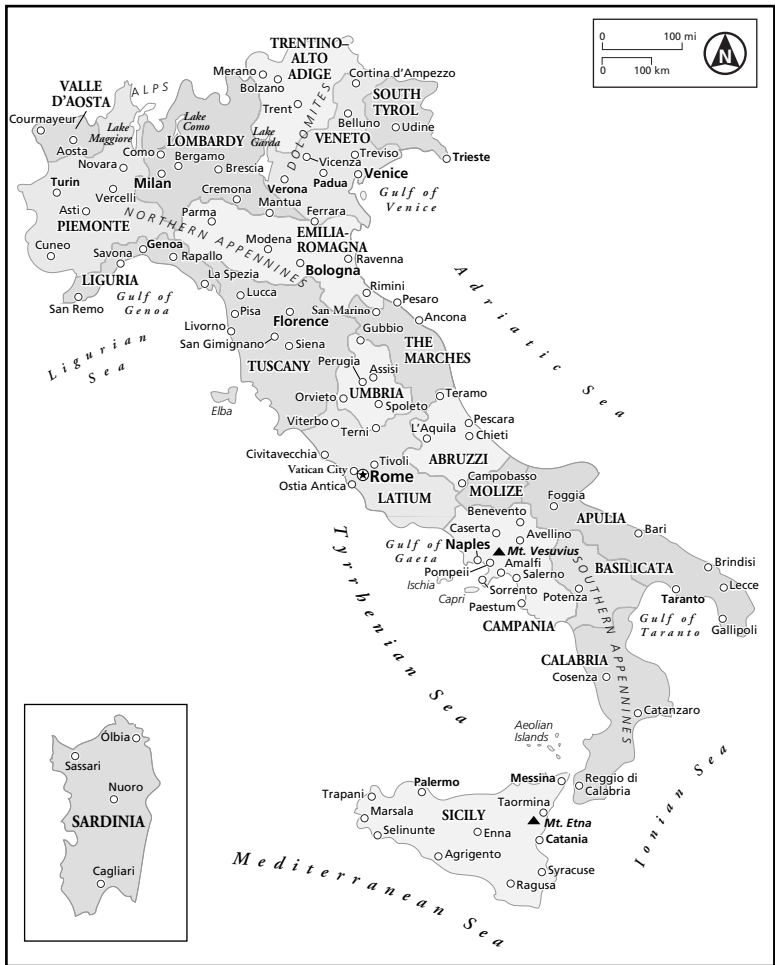 0 100 mi
0 100 km
N
TRENTINO–
ALTO
ADIGE
Merano
Bolzano
Cortina d'Ampezzo
VALLE
D'AOSTA
ALPS
SOUTH
TYROL
Courmayeur
Lake
Maggiore
Lake
Como
Trent
DOLOMITES
Belluno
Udine
Aosta
LOMBARDY
Lake
Garda
VENETO
Como
Bergamo
Novara
Treviso
Trieste
Vicenza
Turin
Milan
Brescia
Verona
Padua
Venice
Vercelli
Cremona
Mantua
Gulf of
Venice
Asti
Parma
Ferrara
PIEMONTE
NORTHERN APPENNINES
EMILIA-
ROMAGNA
Cuneo
Genoa
Modena
Savona
Rapallo
Bologna
Ravenna
LIGURIA
La Spezia
Rimini
San Remo
Gulf of
Genoa
Lucca
Pesaro
Pisa
San Marino
Ancona
Livorno
Florence
Gubbio
San Gimignano
Siena
THE
MARCHES
Adriatic Sea
Ligurian
Sea
TUSCANY
Perugia
Assisi
UMBRIA
Elba
Orvieto
Spoleto
Teramo
Viterbo
Terni
L'Aquila
Pescara
Chieti
Civitavecchia
Tivoli
ABRUZZI
Vatican City
Rome
Campobasso
Ostia Antica
LATIUM
MOLIZE
Foggia
Benevento
APULIA
Caserta
Avellino
Bari
Gulf of
Gaeta
Naples
Mt. Vesuvius
Pompeii
Amalfi
BASILICATA
Brindisi
Ischia
Salerno
Lecce
Capri
Sorrento
Potenza
Taranto
Paestum
CAMPANIA
Gulf of
Taranto
Gallipoli
SOUTHERN APPENNINES
Tyrrhenian Sea
CALABRIA
Cosenza
Catanzaro
Aeolian
Islands
Ionian Sea
Ólbia
Sassari
Nuoro
SARDINIA
Cagliari
Palermo
Messina
Reggio di
Calabria
Trapani
Taormina
Marsala
SICILY
Mt. Etna
Selinunte
Enna
Catania
Agrigento
Syracuse
Ragusa
Mediterranean Sea